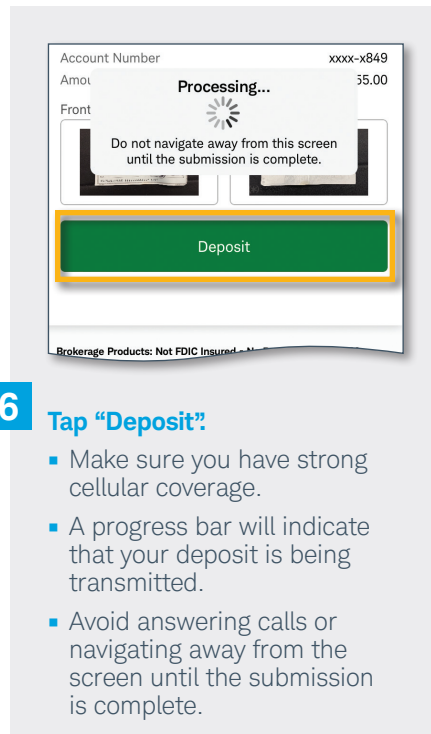 Account Number xxxx-x849
Processing... 55.00
Front
Do not navigate away from this screen
until the submission is complete.
Deposit
Brokerage Products: Not FDIC Insured
6
Tap “Deposit”.
▪ Make sure you have strong
cellular coverage.
▪ A progress bar will indicate
that your deposit is being
transmitted.
▪ Avoid answering calls or
navigating away from the
screen until the submission
is complete.